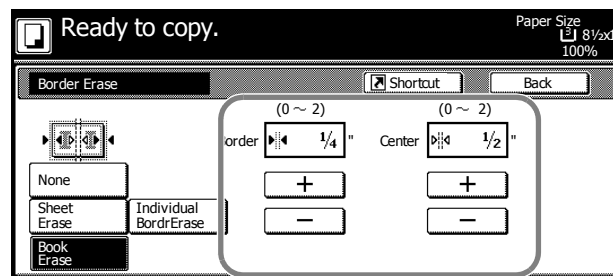 Ready to copy.
Paper Size
3 8½x1
100%
Border Erase
Shortcut
Back
(0 ~ 2)
(0 ~ 2)
order 1/4 "
Center 1/2 "
None
+
+
Sheet Erase
Individual BordrErase
−
−
Book Erase